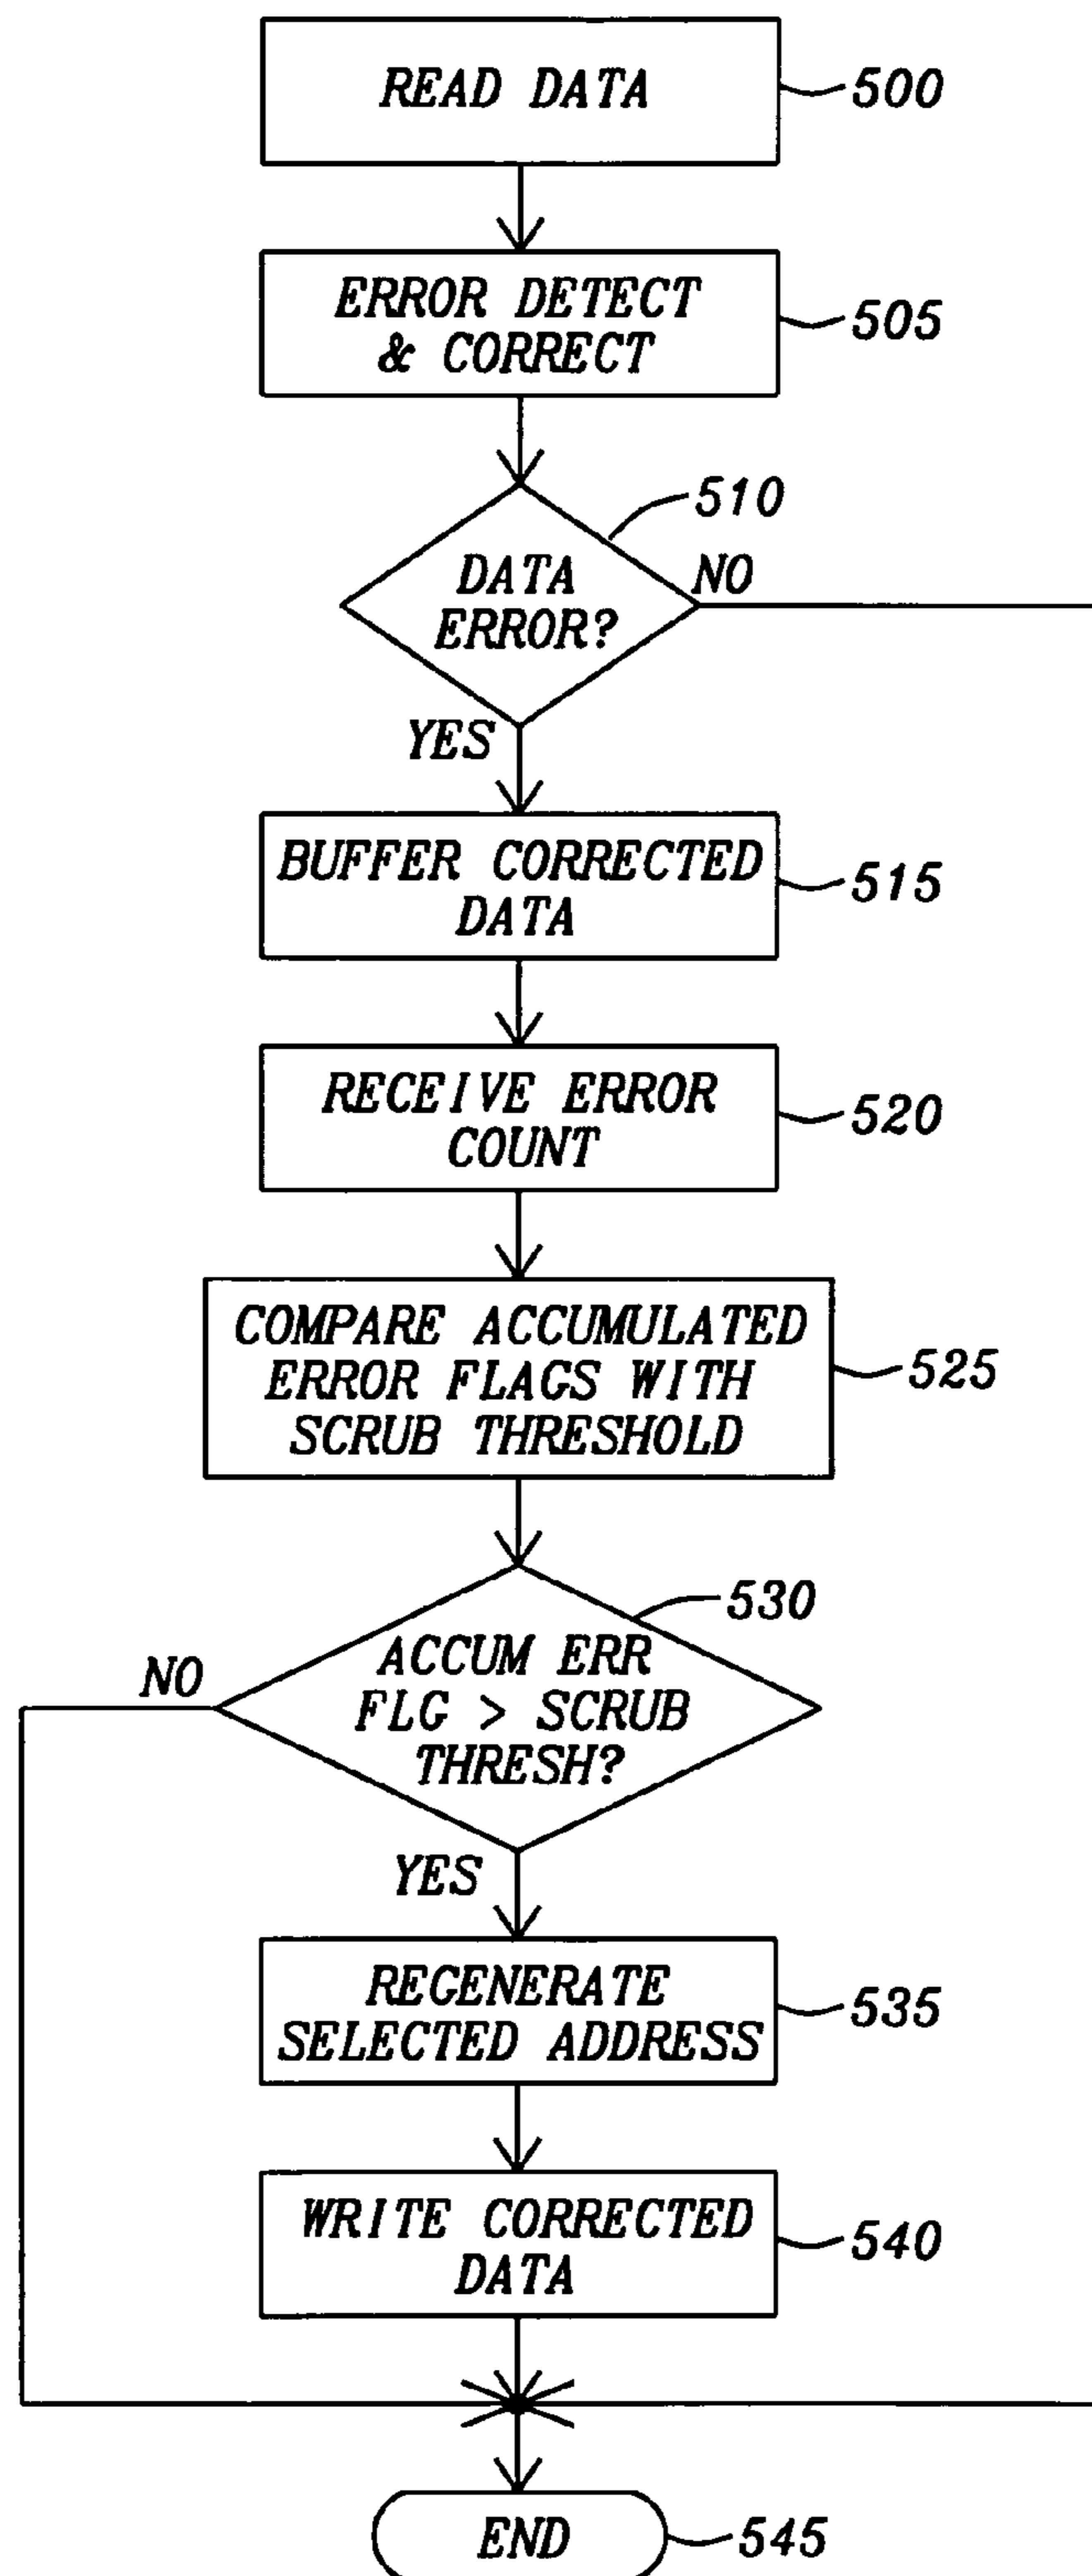 READ DATA
500
ERROR DETECT
& CORRECT
505
510
DATA
ERROR?
NO
YES
BUFFER CORRECTED
DATA
515
RECEIVE ERROR
COUNT
520
COMPARE ACCUMULATED
ERROR FLAGS WITH
SCRUB THRESHOLD
525
530
ACCUM ERR
FLG > SCRUB
THRESH?
NO
YES
REGENERATE
SELECTED ADDRESS
535
WRITE CORRECTED
DATA
540
END
545